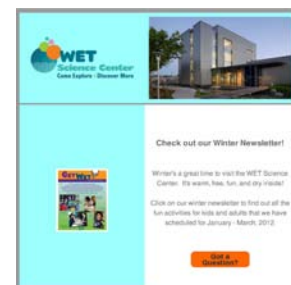 WET
Science Center
Come Explore - Discover More
Check out our Winter Newsletter!
Winter's a great time to visit the WET Science
Center. It's warm, free, fun, and dry inside!
Click on our winter newsletter to find out all the
fun activities for kids and adults that we have
scheduled for January - March, 2012.
GET WET
Got a
Question?